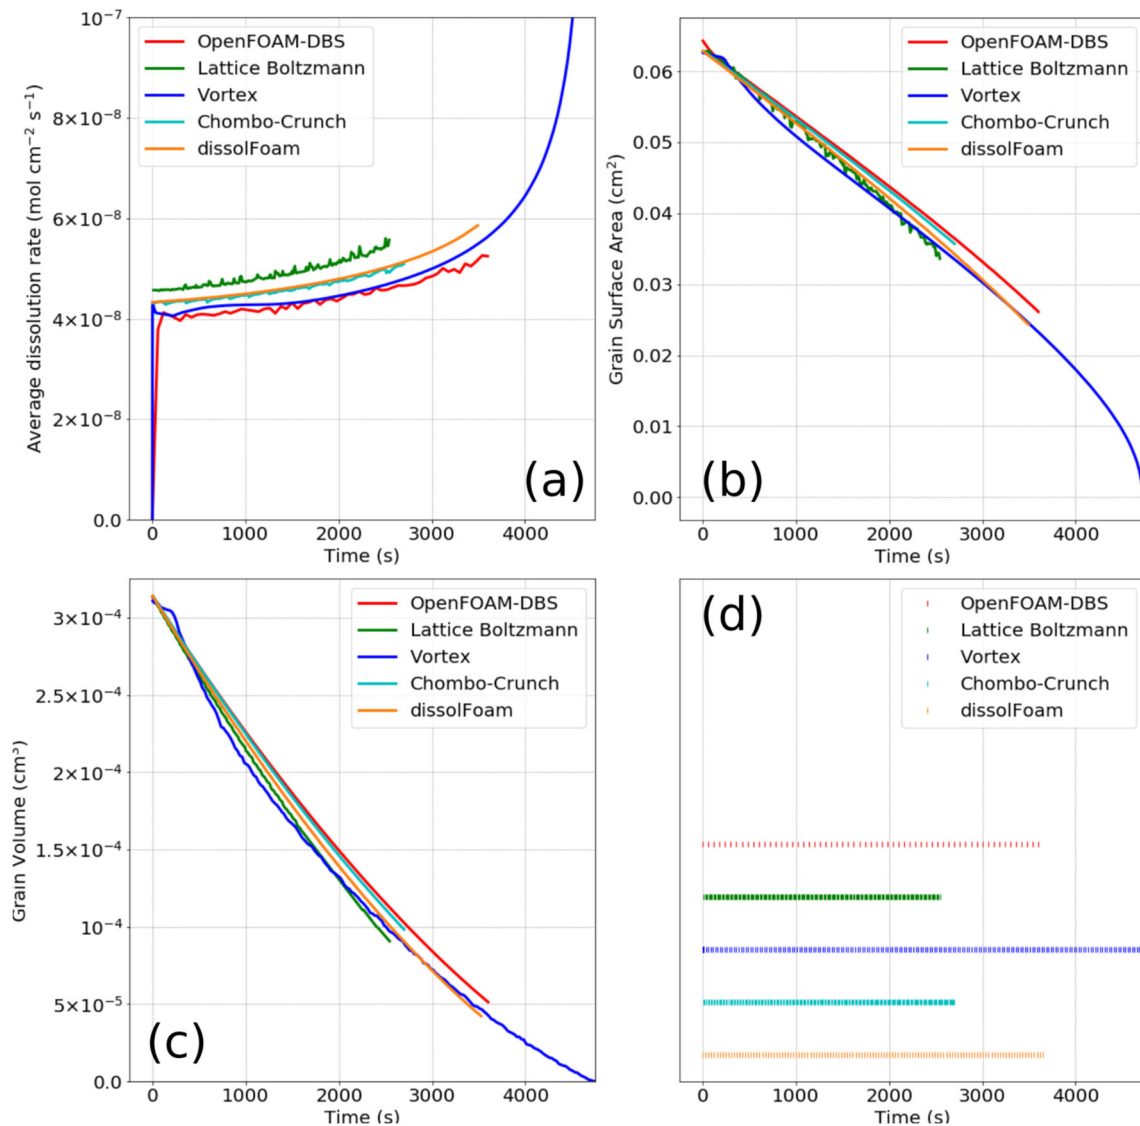 10⁻⁷
8×10⁻⁸
6×10⁻⁸
4×10⁻⁸
2×10⁻⁸
0.0
Average dissolution rate (mol cm⁻² s⁻¹)
OpenFOAM-DBS
Lattice Boltzmann
Vortex
Chombo-Crunch
dissolFoam
(a)
0 1000 2000 3000 4000
Time (s)
0.06
0.05
0.04
0.03
0.02
0.01
0.00
Grain Surface Area (cm²)
OpenFOAM-DBS
Lattice Boltzmann
Vortex
Chombo-Crunch
dissolFoam
(b)
0 1000 2000 3000 4000
Time (s)
3×10⁻⁴
2.5×10⁻⁴
2×10⁻⁴
1.5×10⁻⁴
10⁻⁴
5×10⁻⁵
0.0
Grain Volume (cm³)
OpenFOAM-DBS
Lattice Boltzmann
Vortex
Chombo-Crunch
dissolFoam
(c)
0 1000 2000 3000 4000
Time (s)
(d)
OpenFOAM-DBS
Lattice Boltzmann
Vortex
Chombo-Crunch
dissolFoam
0 1000 2000 3000 4000
Time (s)